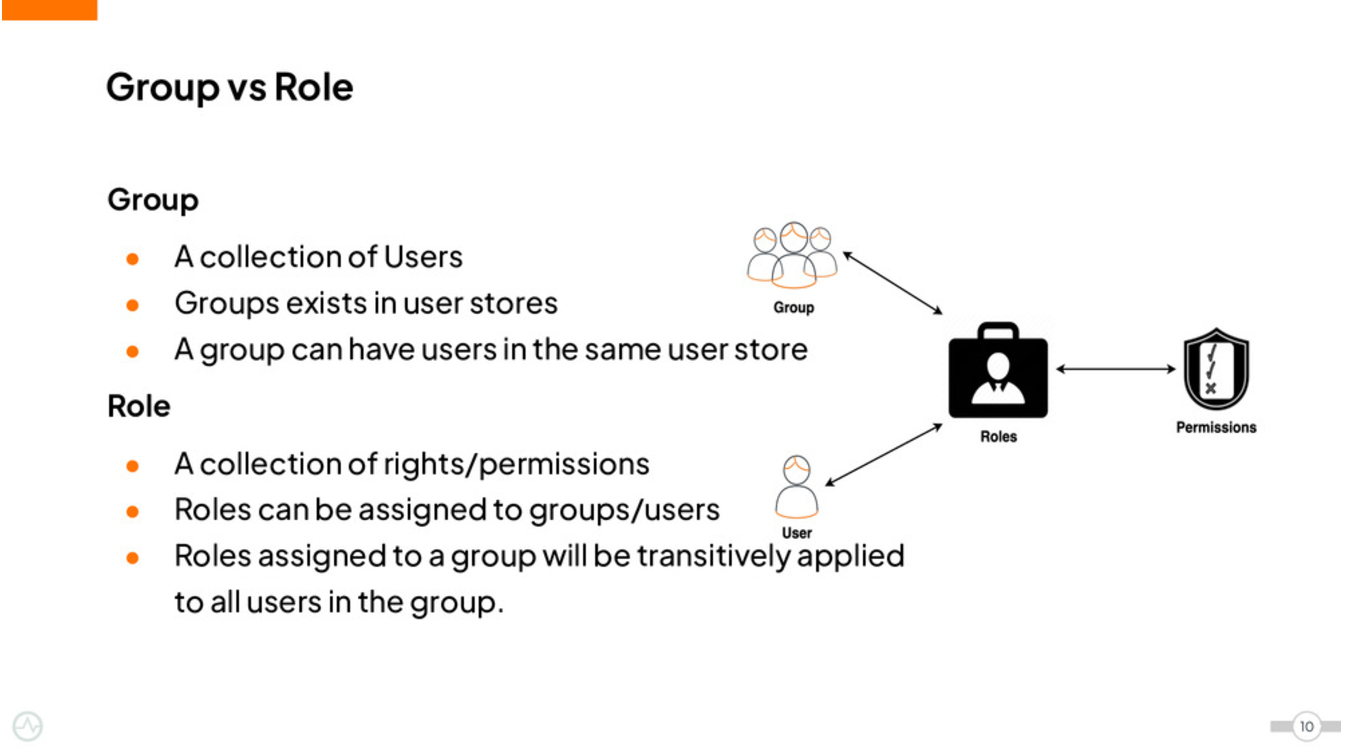 Group vs Role
Group
A collection of Users
Groups exists in user stores
A group can have users in the same user store
Role
A collection of rights/permissions
Roles can be assigned to groups/users
Roles assigned to a group will be transitively applied
to all users in the group.
Group
User
Roles
Permissions
10